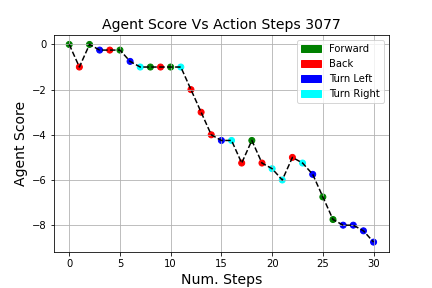 Agent Score Vs Action Steps 3077
Agent Score
0
−2
−4
−6
−8
Forward
Back
Turn Left
Turn Right
0 5 10 15 20 25 30
Num. Steps